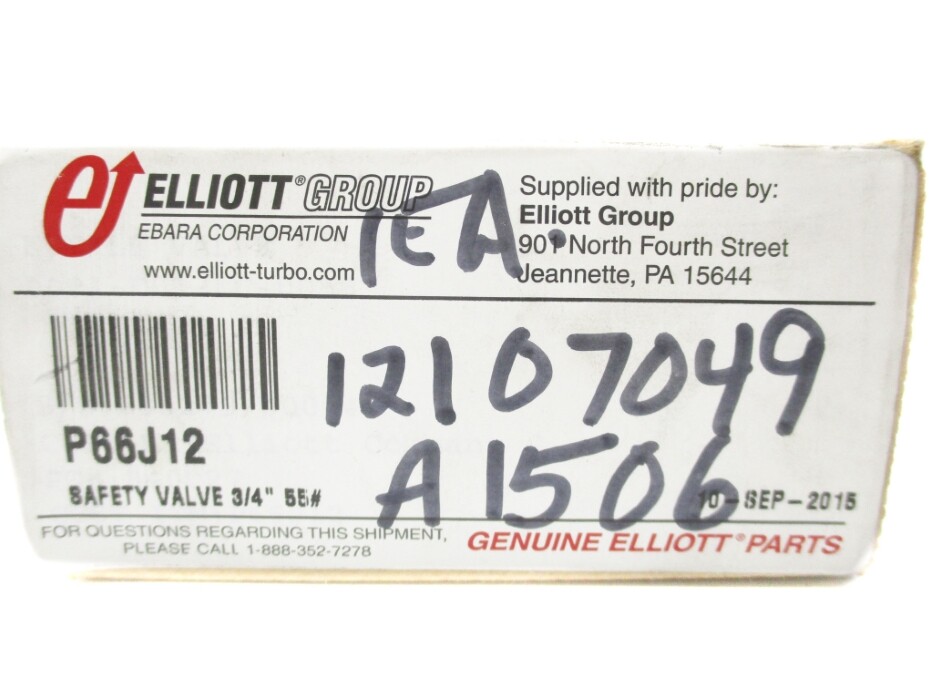 ELLIOTT® GROUP
EBARA CORPORATION
www.elliott-turbo.com
Supplied with pride by:
Elliott Group
901 North Fourth Street
Jeannette, PA 15644
1EA.
12107049
A1506
P66J12
SAFETY VALVE 3/4" 55#
10-SEP-2015
FOR QUESTIONS REGARDING THIS SHIPMENT,
PLEASE CALL 1-888-352-7278
GENUINE ELLIOTT® PARTS